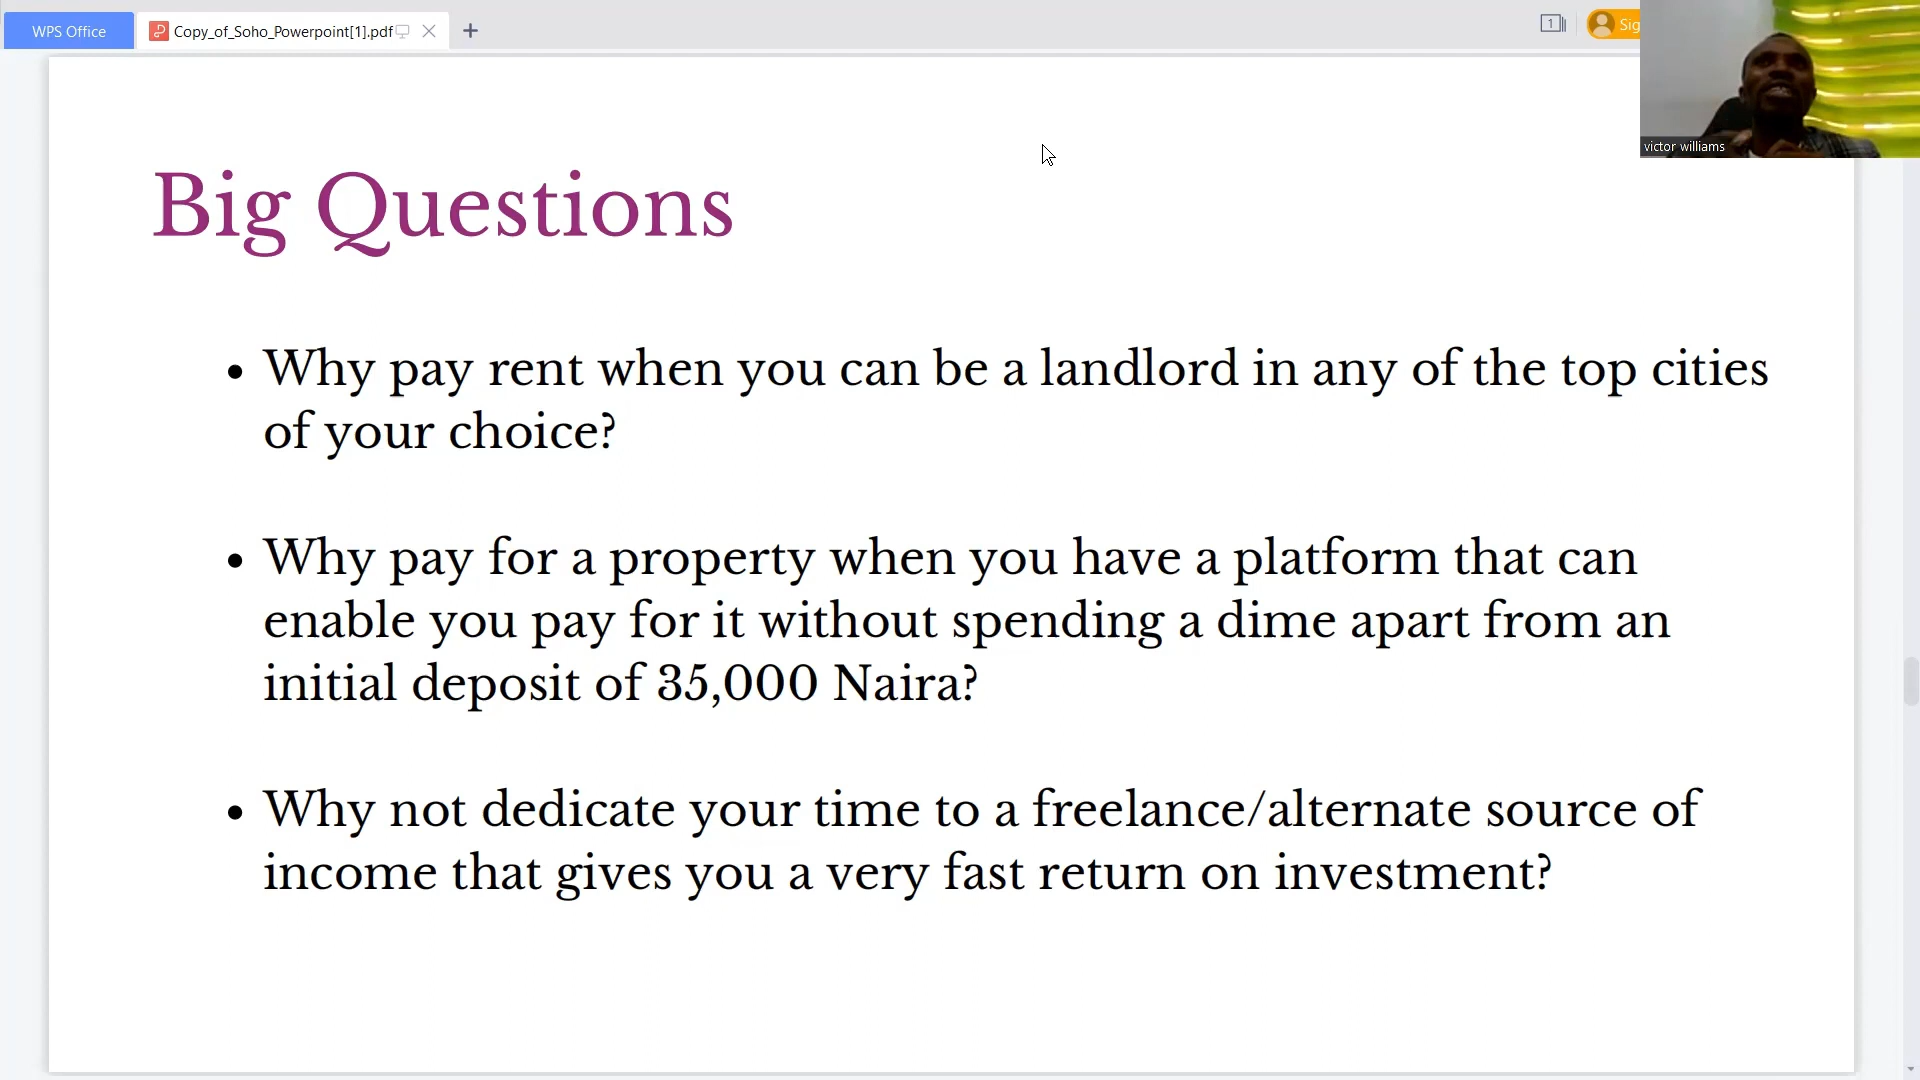 WPS Office
Copy_of_Soho_Powerpoint[1].pdf
1
Sig
victor williams
Big Questions
• Why pay rent when you can be a landlord in any of the top cities
of your choice?
• Why pay for a property when you have a platform that can
enable you pay for it without spending a dime apart from an
initial deposit of 35,000 Naira?
• Why not dedicate your time to a freelance/alternate source of
income that gives you a very fast return on investment?